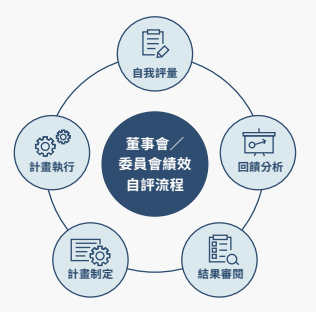 自我評量
董事會／
委員會績效
自評流程
計畫執行
回饋分析
計畫制定
結果審閱